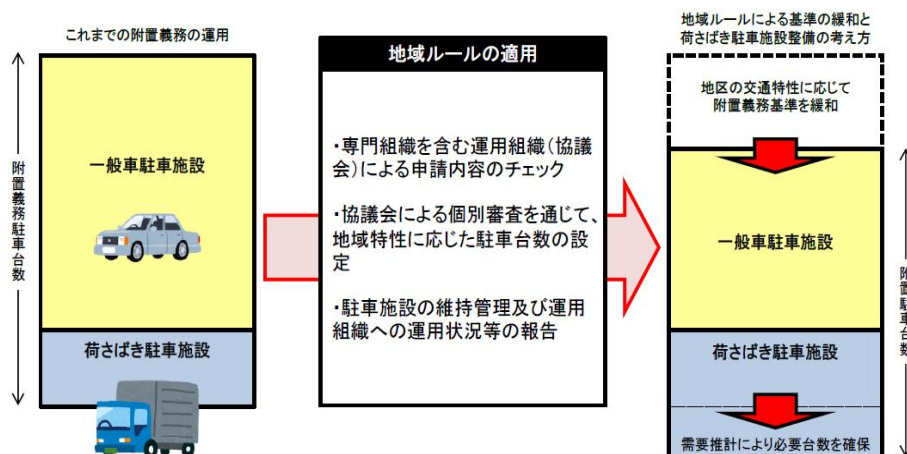 これまでの附置義務の運用
附置義務駐車台数
一般車駐車施設
荷さばき駐車施設
地域ルールの適用
・専門組織を含む運用組織(協議
会)による申請内容のチェック
・協議会による個別審査を通じて、
地域特性に応じた駐車台数の設
定
・駐車施設の維持管理及び運用
組織への運用状況等の報告
地域ルールによる基準の緩和と
荷さばき駐車施設整備の考え方
地区の交通特性に応じて
附置義務基準を緩和
一般車駐車施設
荷さばき駐車施設
需要推計により必要台数を確保
附置駐車台数